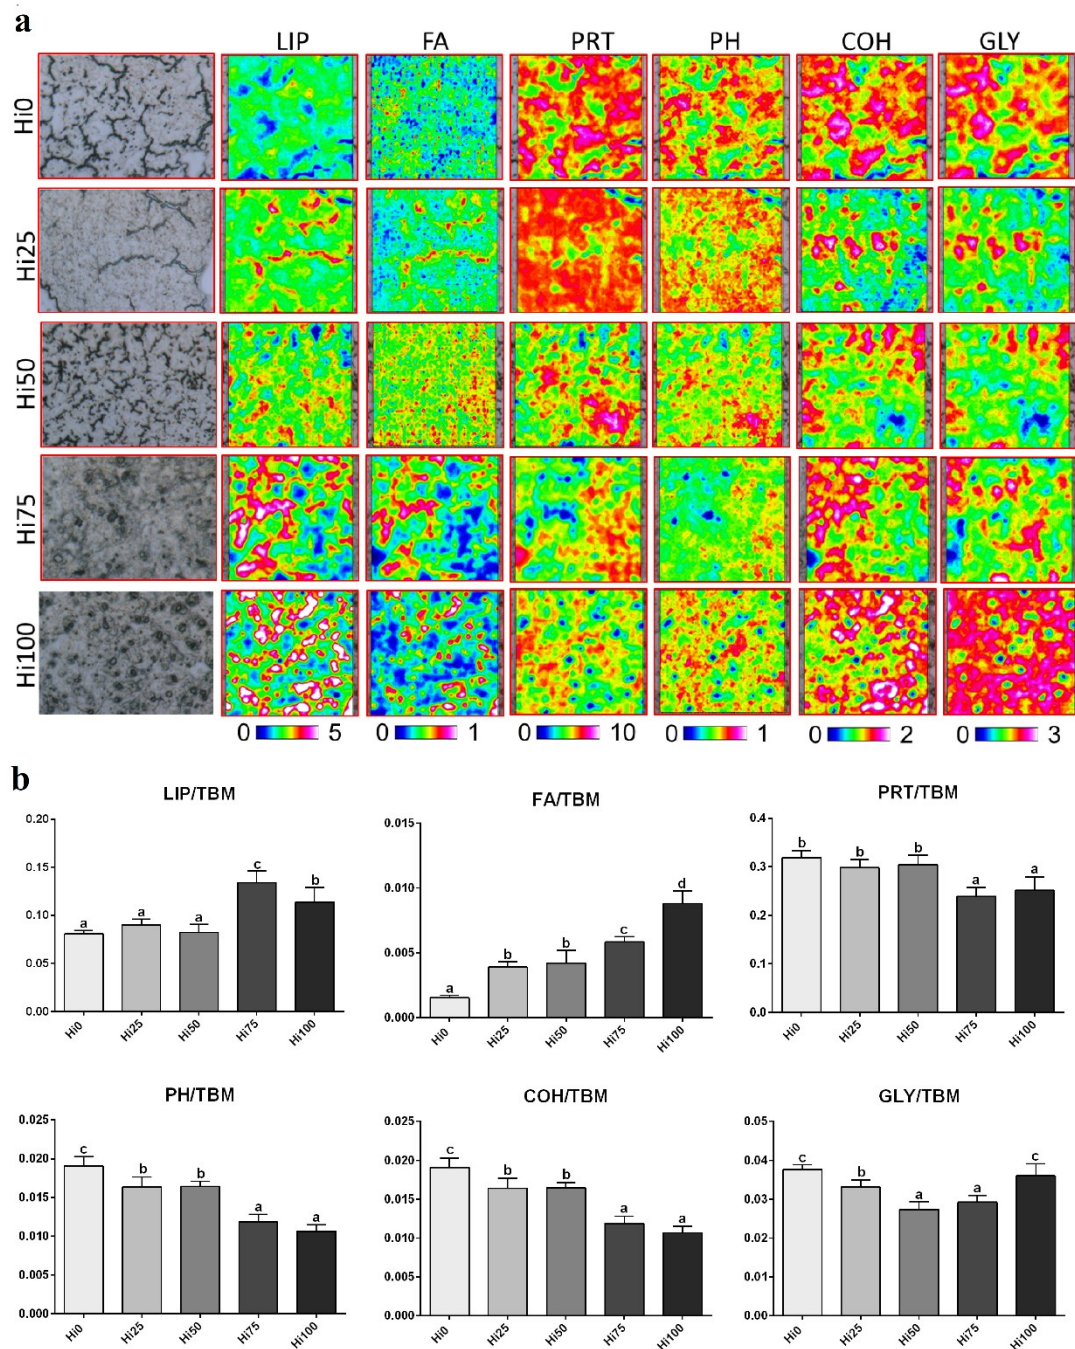 a
LIP FA PRT PH COH GLY
Hi0
Hi25
Hi50
Hi75
Hi100
0 5 0 1 0 10 0 1 0 2 0 3
b
LIP/TBM
0.20
0.15
0.10
0.05
0.00
a a a c b
Hi0 Hi25 Hi50 Hi75 Hi100
FA/TBM
0.015
0.010
0.005
0.000
a b b c d
Hi0 Hi25 Hi50 Hi75 Hi100
PRT/TBM
0.4
0.3
0.2
0.1
0.0
b b b a a
Hi0 Hi25 Hi50 Hi75 Hi100
PH/TBM
0.025
0.020
0.015
0.010
0.005
0.000
c b b a a
Hi0 Hi25 Hi50 Hi75 Hi100
COH/TBM
0.025
0.020
0.015
0.010
0.005
0.000
c b b a a
Hi0 Hi25 Hi50 Hi75 Hi100
GLY/TBM
0.05
0.04
0.03
0.02
0.01
0.00
c b a a c
Hi0 Hi25 Hi50 Hi75 Hi100